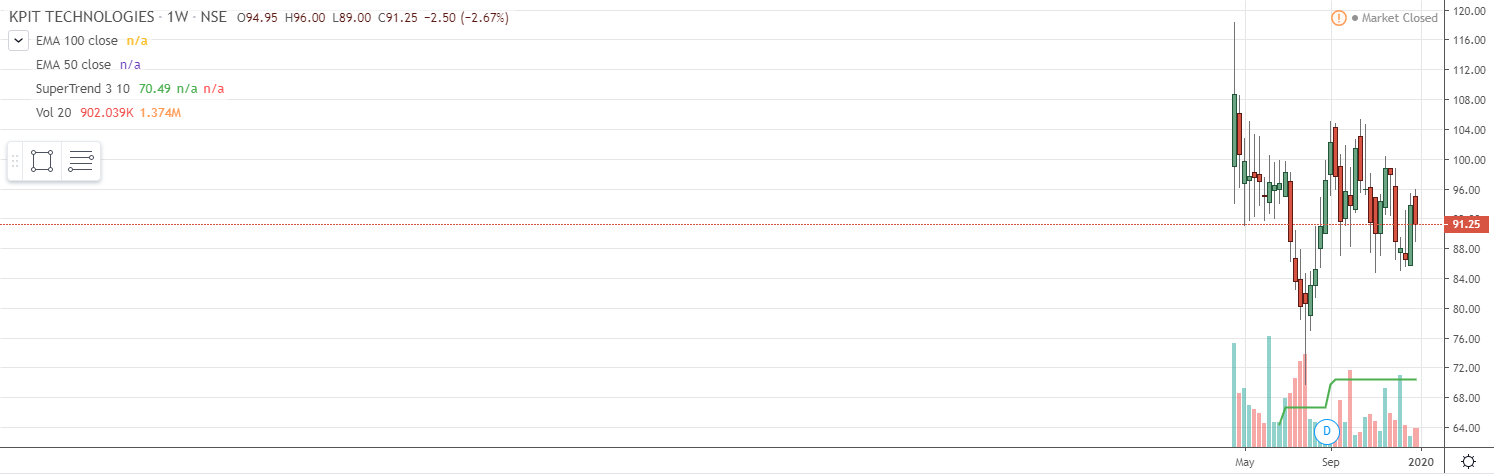 KPIT TECHNOLOGIES · 1W · NSE O94.95 H96.00 L89.00 C91.25 −2.50 (−2.67%)
Market Closed
EMA 100 close n/a
EMA 50 close n/a
SuperTrend 3 10 70.49 n/a n/a
Vol 20 902.039K 1.374M
120.00
116.00
112.00
108.00
104.00
100.00
96.00
91.25
88.00
84.00
80.00
76.00
72.00
68.00
64.00
D
May Sep 2020